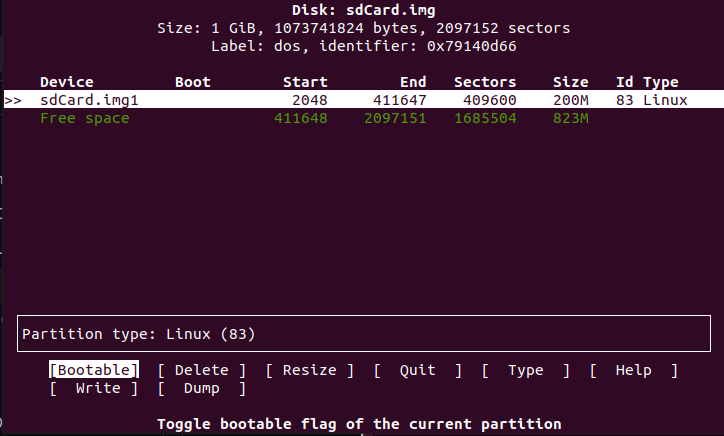 Disk: sdCard.img
Size: 1 GiB, 1073741824 bytes, 2097152 sectors
Label: dos, identifier: 0x79140d66
Device Boot Start End Sectors Size Id Type
>> sdCard.img1 2048 411647 409600 200M 83 Linux
Free space 411648 2097151 1685504 823M
Partition type: Linux (83)
[Bootable] [ Delete ] [ Resize ] [ Quit ] [ Type ] [ Help ]
[ Write ] [ Dump ]
Toggle bootable flag of the current partition